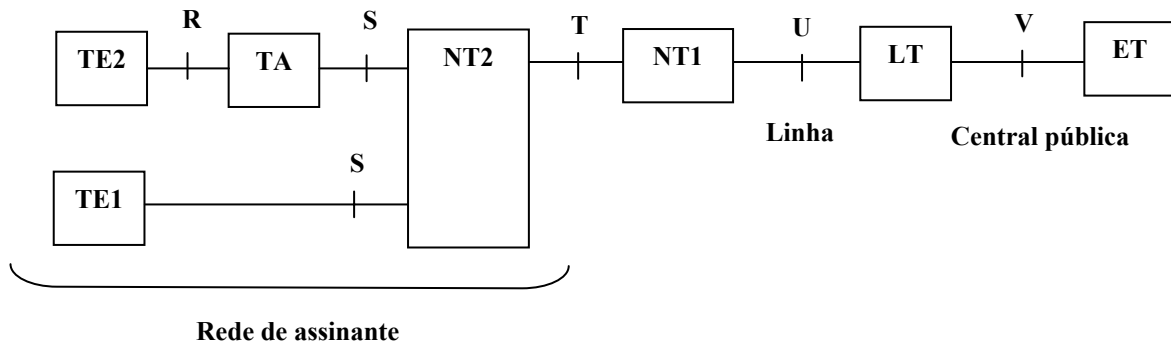 R S T U V
TE2 TA NT2 NT1 LT ET
Linha Central pública
S
TE1
Rede de assinante